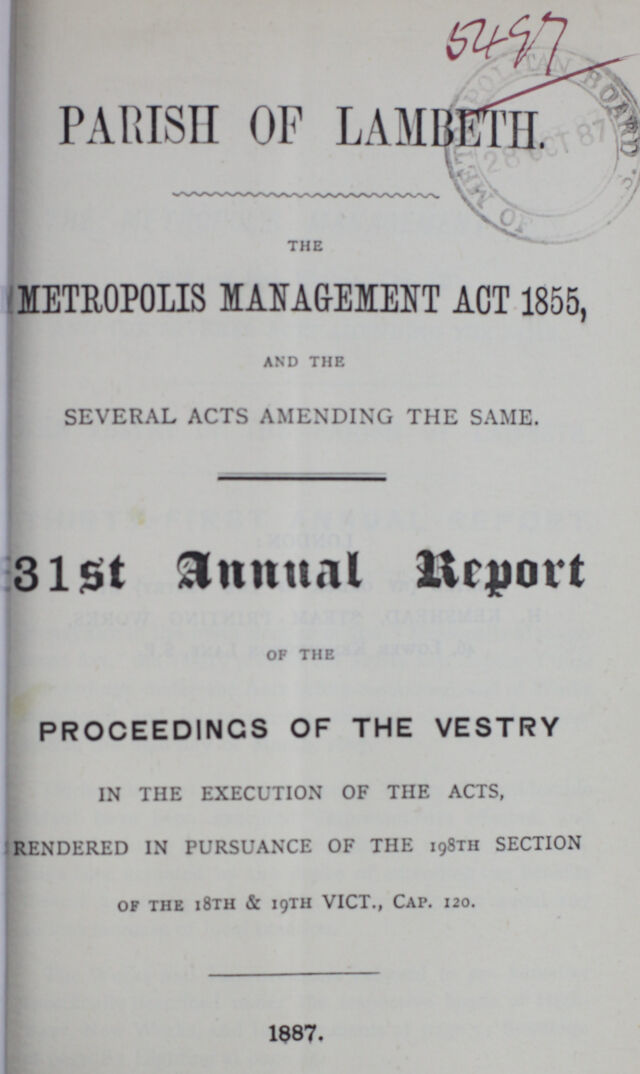 5497
METROPOLITAN BOARD
28 OCT 87
PARISH OF LAMBETH.
THE
METROPOLIS MANAGEMENT ACT 1855,
AND THE
SEVERAL ACTS AMENDING THE SAME.
31st Annual Report
OF THE
PROCEEDINGS OF THE VESTRY
IN THE EXECUTION OF THE ACTS,
RENDERED IN PURSUANCE OF THE 198TH SECTION
OF THE 18TH & 19TH VICT., CAP. 120.
1887.